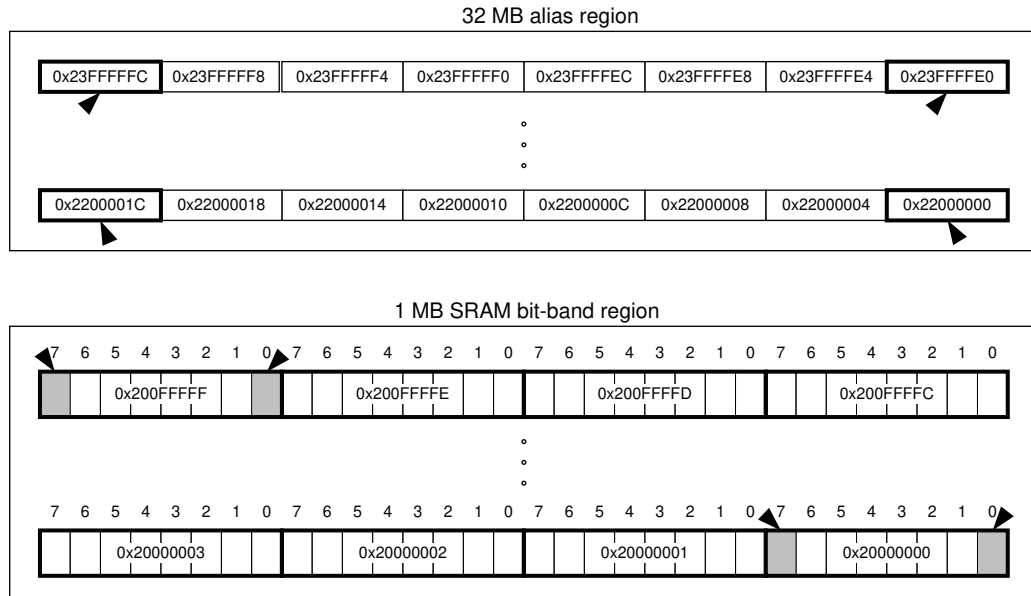 32 MB alias region
0x23FFFFFC 0x23FFFFF8 0x23FFFFF4 0x23FFFFF0 0x23FFFFEC 0x23FFFFE8 0x23FFFFE4 0x23FFFFE0
0x2200001C 0x22000018 0x22000014 0x22000010 0x2200000C 0x22000008 0x22000004 0x22000000
1 MB SRAM bit-band region
7 6 5 4 3 2 1 0 7 6 5 4 3 2 1 0 7 6 5 4 3 2 1 0 7 6 5 4 3 2 1 0
0x200FFFFF 0x200FFFFE 0x200FFFFD 0x200FFFFC
7 6 5 4 3 2 1 0 7 6 5 4 3 2 1 0 7 6 5 4 3 2 1 0 7 6 5 4 3 2 1 0
0x20000003 0x20000002 0x20000001 0x20000000